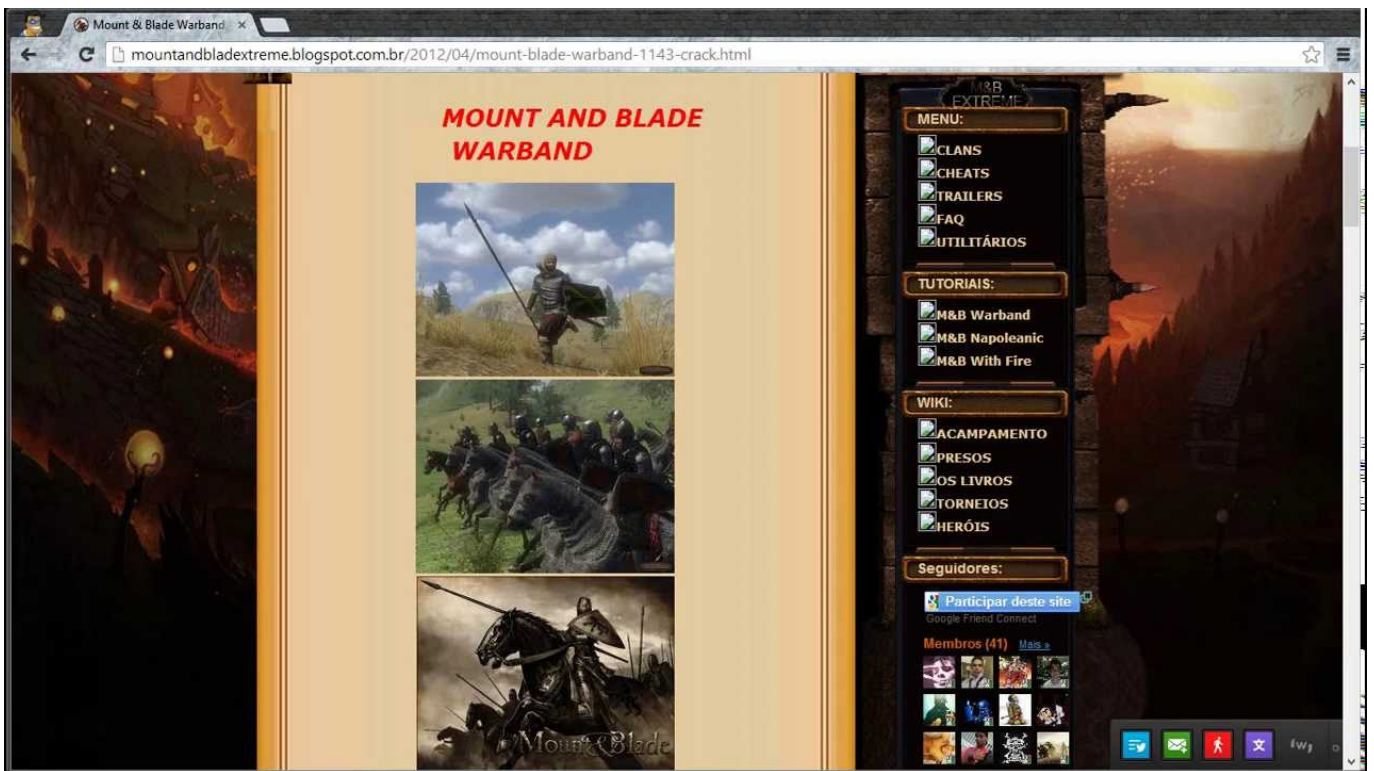 Mount & Blade Warband
mountandbladextreme.blogspot.com.br/2012/04/mount-blade-warband-1143-crack.html
MOUNT AND BLADE
WARBAND
Mount&Blade
M&B
EXTREME
MENU:
CLANS
CHEATS
TRAILERS
FAQ
UTILITÁRIOS
TUTORIAIS:
M&B Warband
M&B Napoleanic
M&B With Fire
WIKI:
ACAMPAMENTO
PRESOS
OS LIVROS
TORNEIOS
HERÓIS
Seguidores:
Participar deste site
Google Friend Connect
Membros (41) Mais »